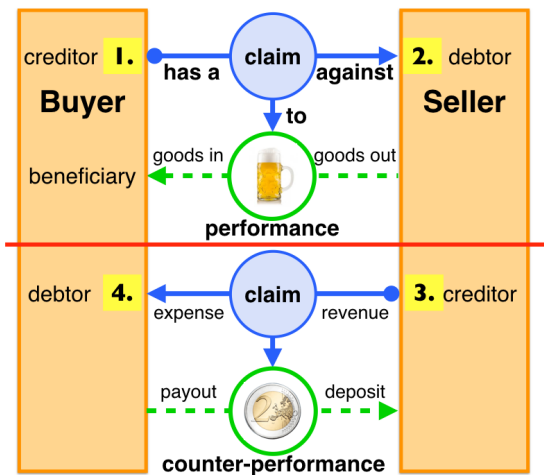 creditor 1. claim 2. debtor
has a against
Buyer Seller
to
goods in goods out
beneficiary
performance
debtor 4. claim 3. creditor
expense revenue
payout 2 deposit
counter-performance